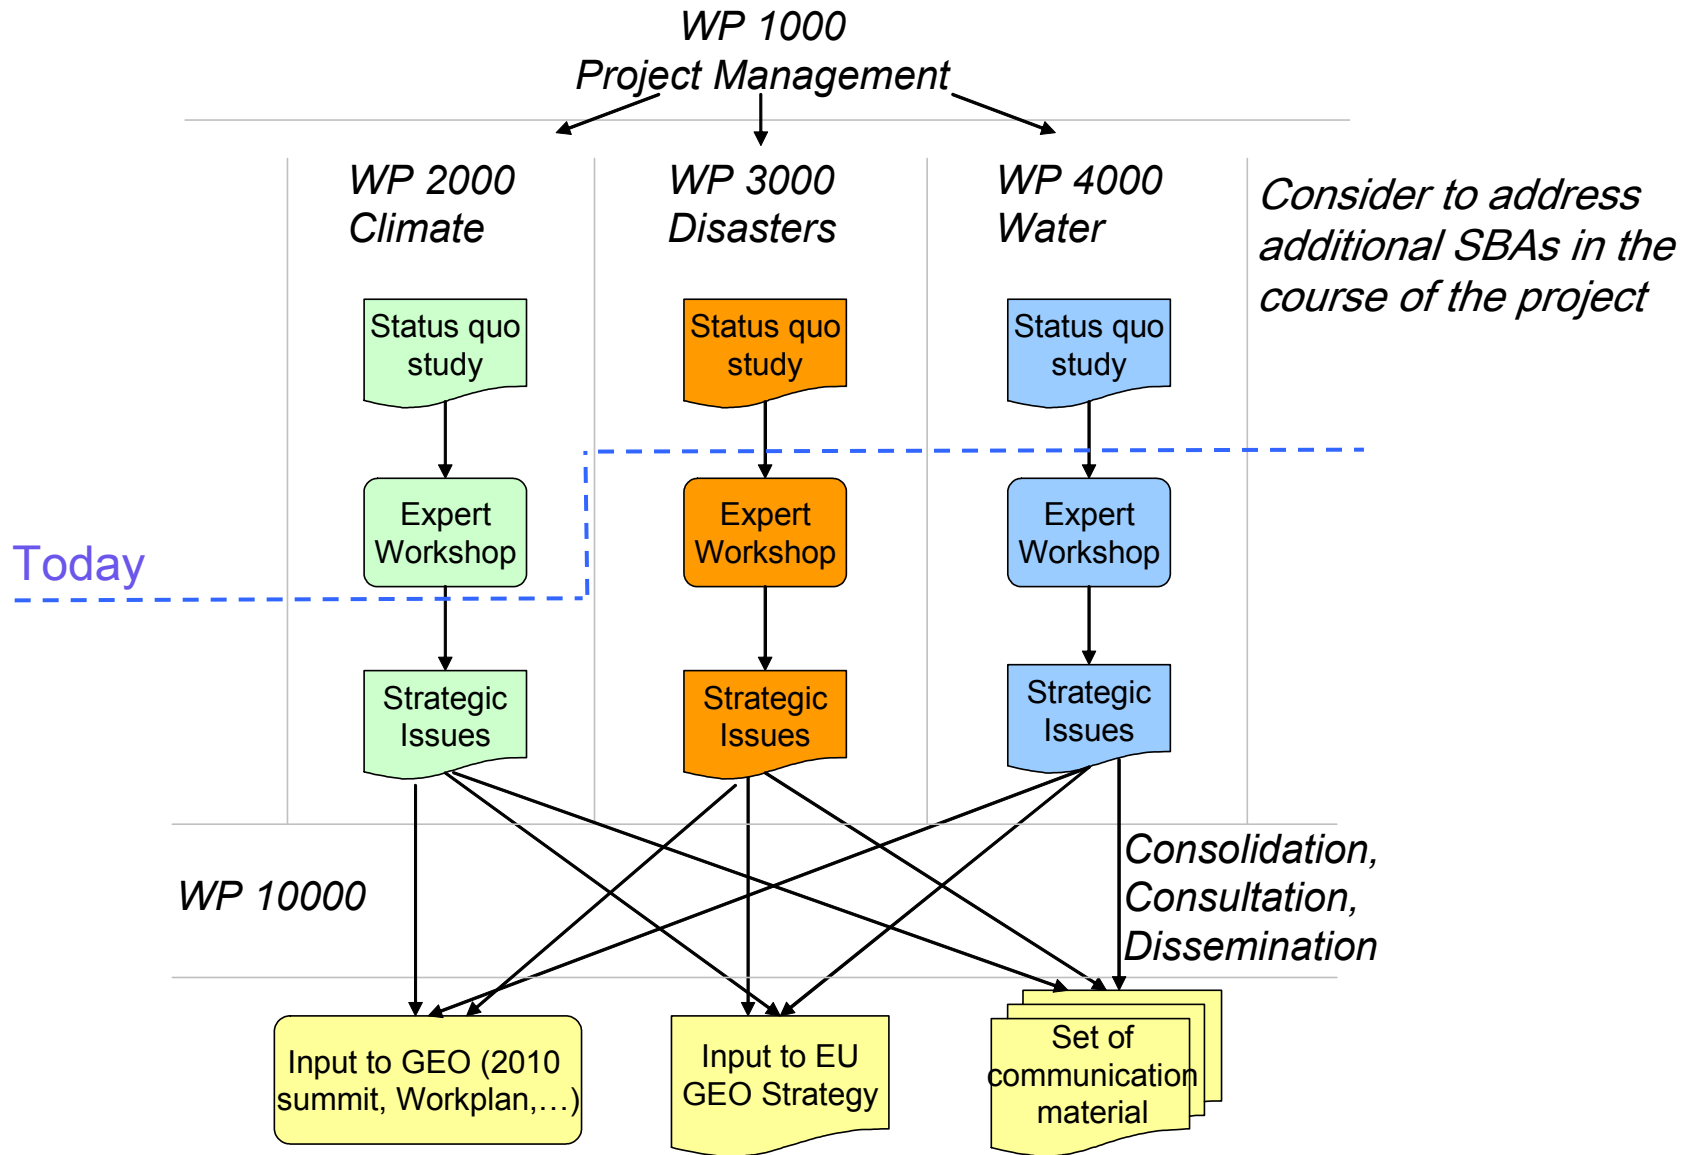 WP 1000
Project Management
WP 2000
Climate
WP 3000
Disasters
WP 4000
Water
Consider to address
additional SBAs in the
course of the project
Status quo
study
Status quo
study
Status quo
study
Expert
Workshop
Expert
Workshop
Expert
Workshop
Today
Strategic
Issues
Strategic
Issues
Strategic
Issues
WP 10000
Consolidation,
Consultation,
Dissemination
Input to GEO (2010
summit, Workplan,…)
Input to EU
GEO Strategy
Set of
communication
material